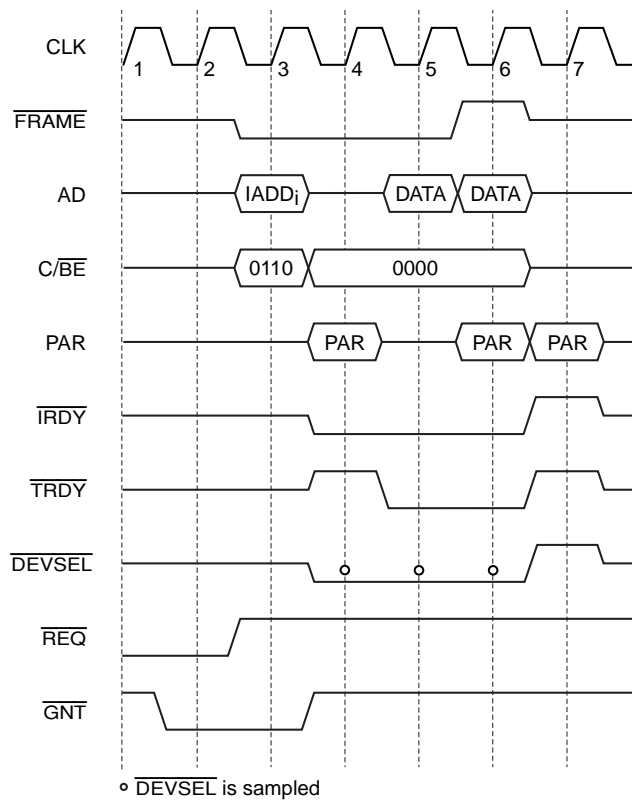 CLK
1 2 3 4 5 6 7
FRAME
AD
IADDi DATA DATA
C/BE
0110 0000
PAR
PAR PAR PAR
IRDY
TRDY
DEVSEL
REQ
GNT
DEVSEL is sampled